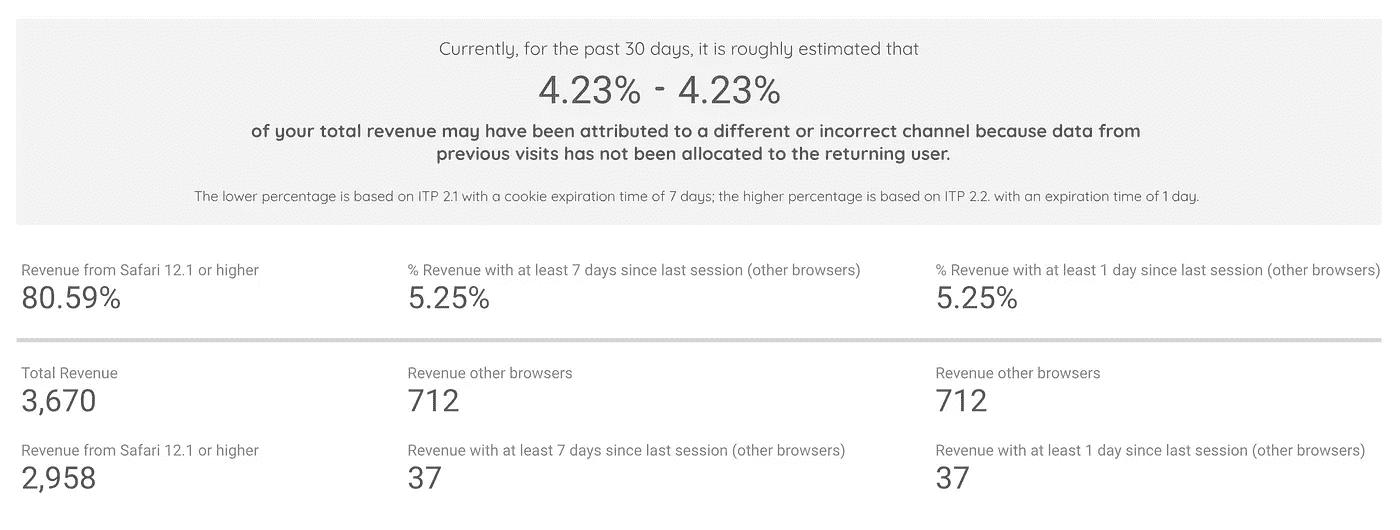 Currently, for the past 30 days, it is roughly estimated that
4.23% - 4.23%
of your total revenue may have been attributed to a different or incorrect channel because data from
previous visits has not been allocated to the returning user.
The lower percentage is based on ITP 2.1 with a cookie expiration time of 7 days; the higher percentage is based on ITP 2.2. with an expiration time of 1 day.
Revenue from Safari 12.1 or higher
80.59%
% Revenue with at least 7 days since last session (other browsers)
5.25%
% Revenue with at least 1 day since last session (other browsers)
5.25%
Total Revenue
3,670
Revenue other browsers
712
Revenue other browsers
712
Revenue from Safari 12.1 or higher
2,958
Revenue with at least 7 days since last session (other browsers)
37
Revenue with at least 1 day since last session (other browsers)
37